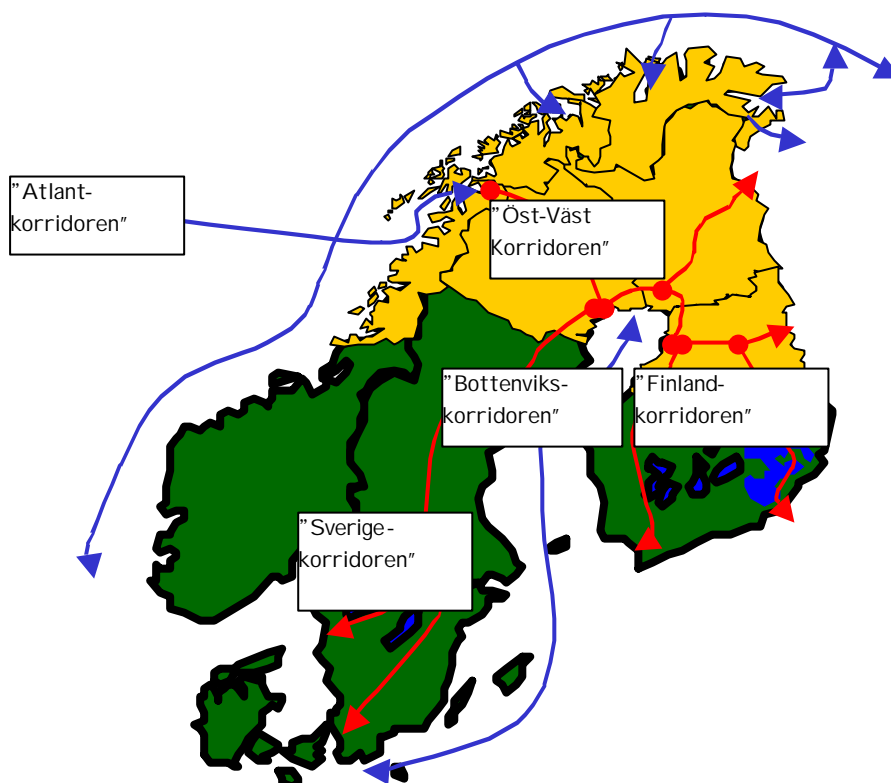 "Atlant-
korridoren"
"Öst-Väst
Korridoren"
"Bottenviks-
korridoren"
"Finland-
korridoren"
"Sverige-
korridoren"